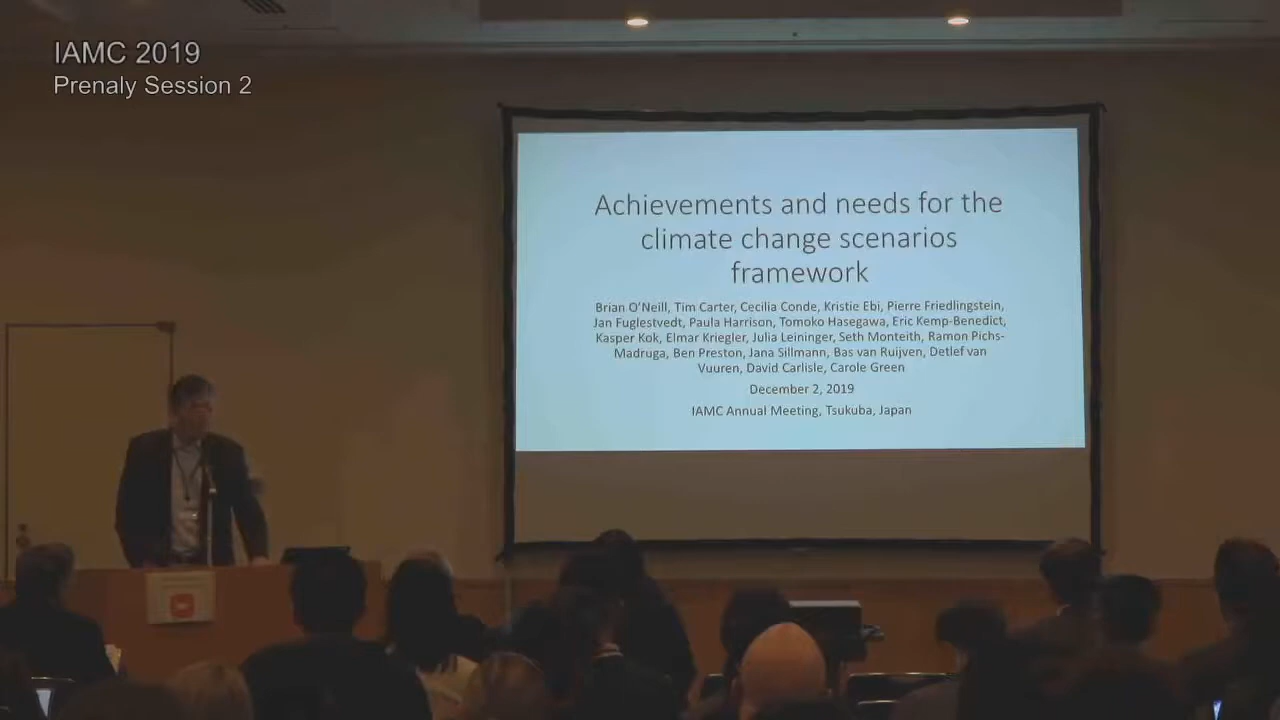 IAMC 2019
Prenaly Session 2
Achievements and needs for the
climate change scenarios
framework
Brian O'Neill, Tim Carter, Cecilia Conde, Kristie Ebi, Pierre Friedlingstein,
Jan Fuglestvedt, Paula Harrison, Tomoko Hasegawa, Eric Kemp-Benedict,
Kasper Kok, Elmar Kriegler, Julia Leininger, Seth Monteith, Ramon Pichs-
Madruga, Ben Preston, Jana Sillmann, Bas van Ruijven, Detlef van
Vuuren, David Carlisle, Carole Green
December 2, 2019
IAMC Annual Meeting, Tsukuba, Japan